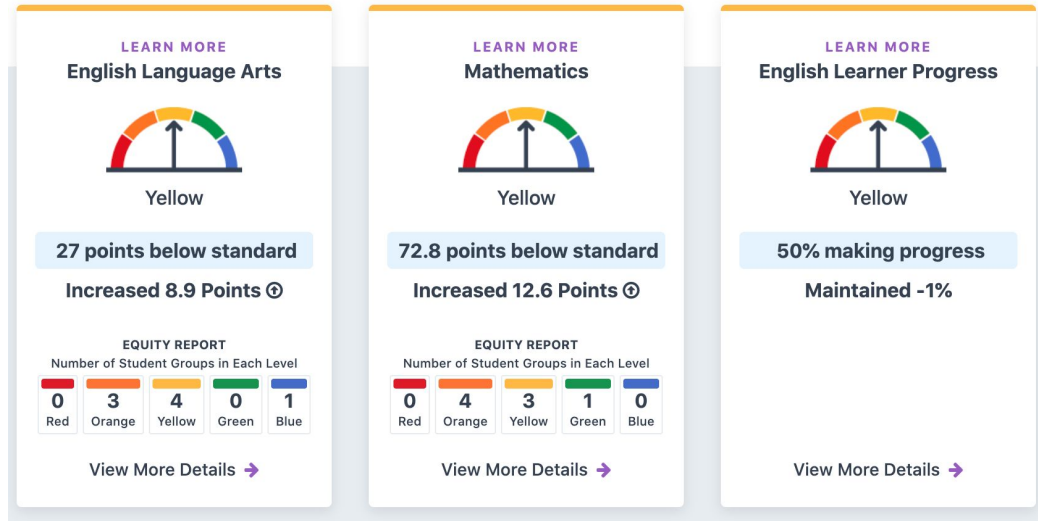 LEARN MORE
English Language Arts
Yellow
27 points below standard
Increased 8.9 Points
EQUITY REPORT
Number of Student Groups in Each Level
0 3 4 0 1
Red Orange Yellow Green Blue
View More Details
LEARN MORE
Mathematics
Yellow
72.8 points below standard
Increased 12.6 Points
EQUITY REPORT
Number of Student Groups in Each Level
0 4 3 1 0
Red Orange Yellow Green Blue
View More Details
LEARN MORE
English Learner Progress
Yellow
50% making progress
Maintained -1%
View More Details